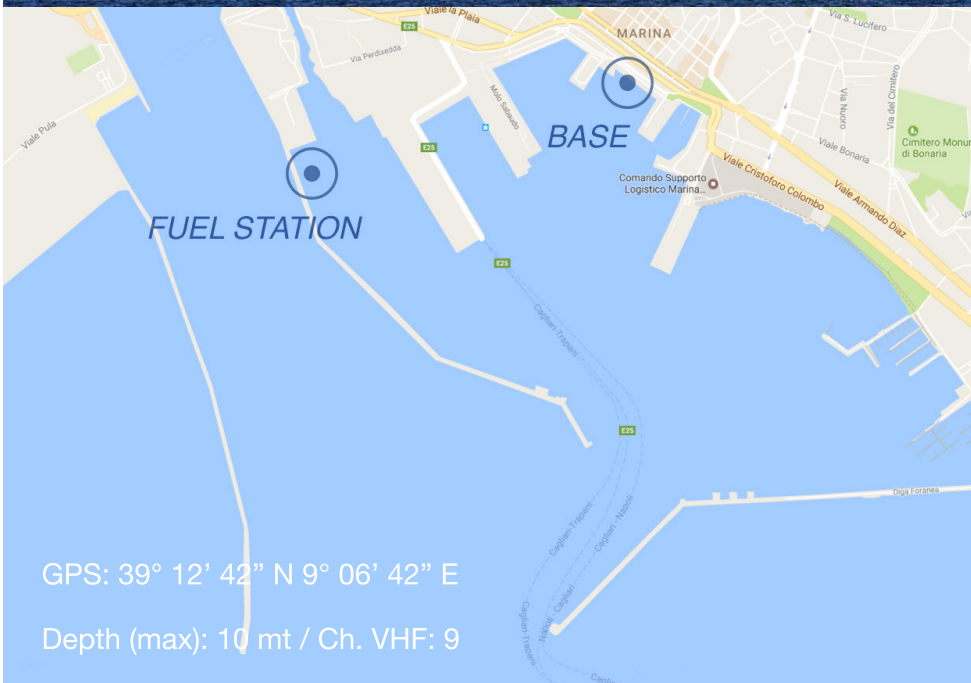 Viale la Plaia
E25
MARINA
Via S. Lucifero
Via Perdixedda
Molo Sabaudo
BASE
Via Nuoro
Via del Cimitero
Viale Pula
E25
Cimitero Monu
di Bonaria
Viale Bonaria
Comando Supporto
Logistico Marina...
Viale Cristoforo Colombo
Viale Armando Diaz
FUEL STATION
E25
Cagliari-Trapani
E25
Diga Foranea
Cagliari-Trapani
Cagliari - Napoli
GPS: 39° 12’ 42” N 9° 06’ 42” E
Napoli - Cagliari
Cagliari-Trapani
Depth (max): 10 mt / Ch. VHF: 9